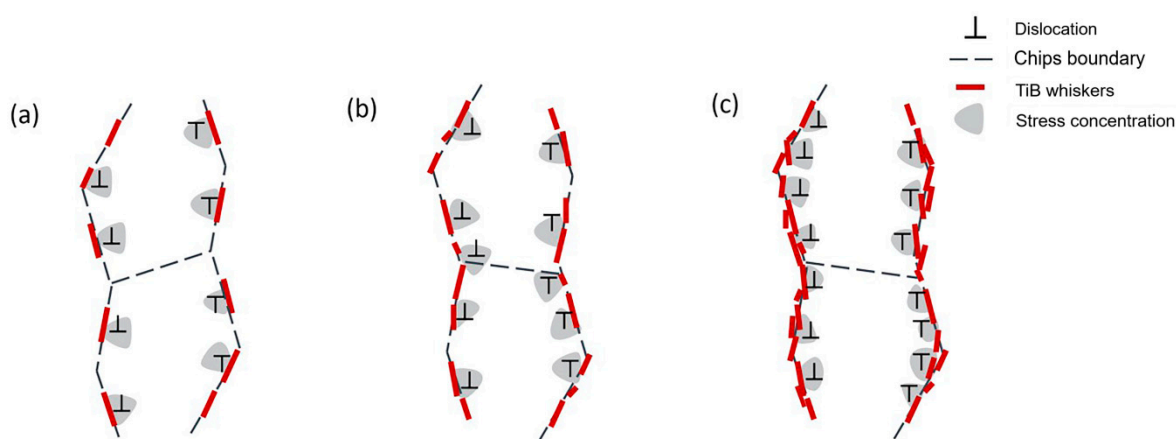 Dislocation
Chips boundary
TiB whiskers
Stress concentration
(a)
(b)
(c)